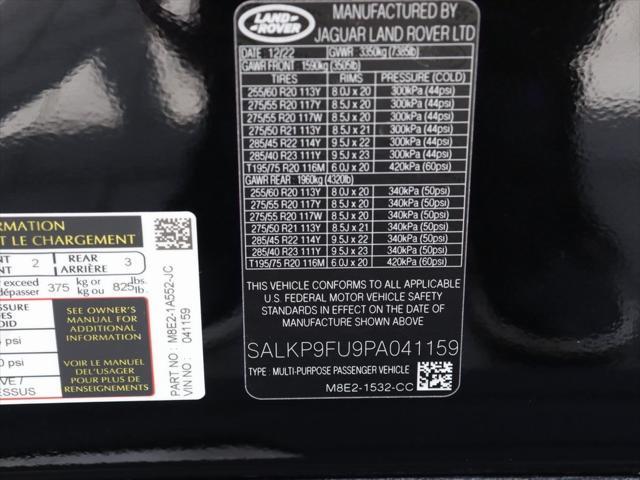 LAND ROVER
MANUFACTURED BY
JAGUAR LAND ROVER LTD
DATE 12/22 GVWR 3350kg (7385lb)
GAWR FRONT 1590kg (3505lb)
TIRES RIMS PRESSURE (COLD)
255/60 R20 113Y 8.0J x 20 300kPa (44psi)
275/55 R20 117Y 8.5J x 20 300kPa (44psi)
275/55 R20 117W 8.5J x 20 300kPa (44psi)
275/50 R21 113Y 8.5J x 21 300kPa (44psi)
285/45 R22 114Y 9.5J x 22 300kPa (44psi)
285/40 R23 111Y 9.5J x 23 300kPa (44psi)
T195/75 R20 116M 6.0J x 20 420kPa (60psi)
GAWR REAR 1960kg (4320lb)
255/60 R20 113Y 8.0J x 20 340kPa (50psi)
275/55 R20 117Y 8.5J x 20 340kPa (50psi)
275/55 R20 117W 8.5J x 20 340kPa (50psi)
275/50 R21 113Y 8.5J x 21 340kPa (50psi)
285/45 R22 114Y 9.5J x 22 340kPa (50psi)
285/40 R23 111Y 9.5J x 23 340kPa (50psi)
T195/75 R20 116M 6.0J x 20 420kPa (60psi)
THIS VEHICLE CONFORMS TO ALL APPLICABLE
U.S. FEDERAL MOTOR VEHICLE SAFETY
STANDARDS IN EFFECT ON THE DATE OF
MANUFACTURE SHOWN ABOVE.
SALKP9FU9PA041159
TYPE : MULTI-PURPOSE PASSENGER VEHICLE
M8E2-1532-CC
RMATION
T LE CHARGEMENT
NT 2 REAR 3
NT ARRIÈRE
exceed 375 kg or 825 lbs.
dépasser kg ou lb.
SSURE
RES
OID
psi
0 psi
VE /
ESSUS
SEE OWNER'S
MANUAL FOR
ADDITIONAL
INFORMATION
VOIR LE MANUEL
DEL'USAGER
POUR PLUS DE
RENSEIGNEMENTS
PART NO : M8E2-1A552-JC
VIN NO : 041159